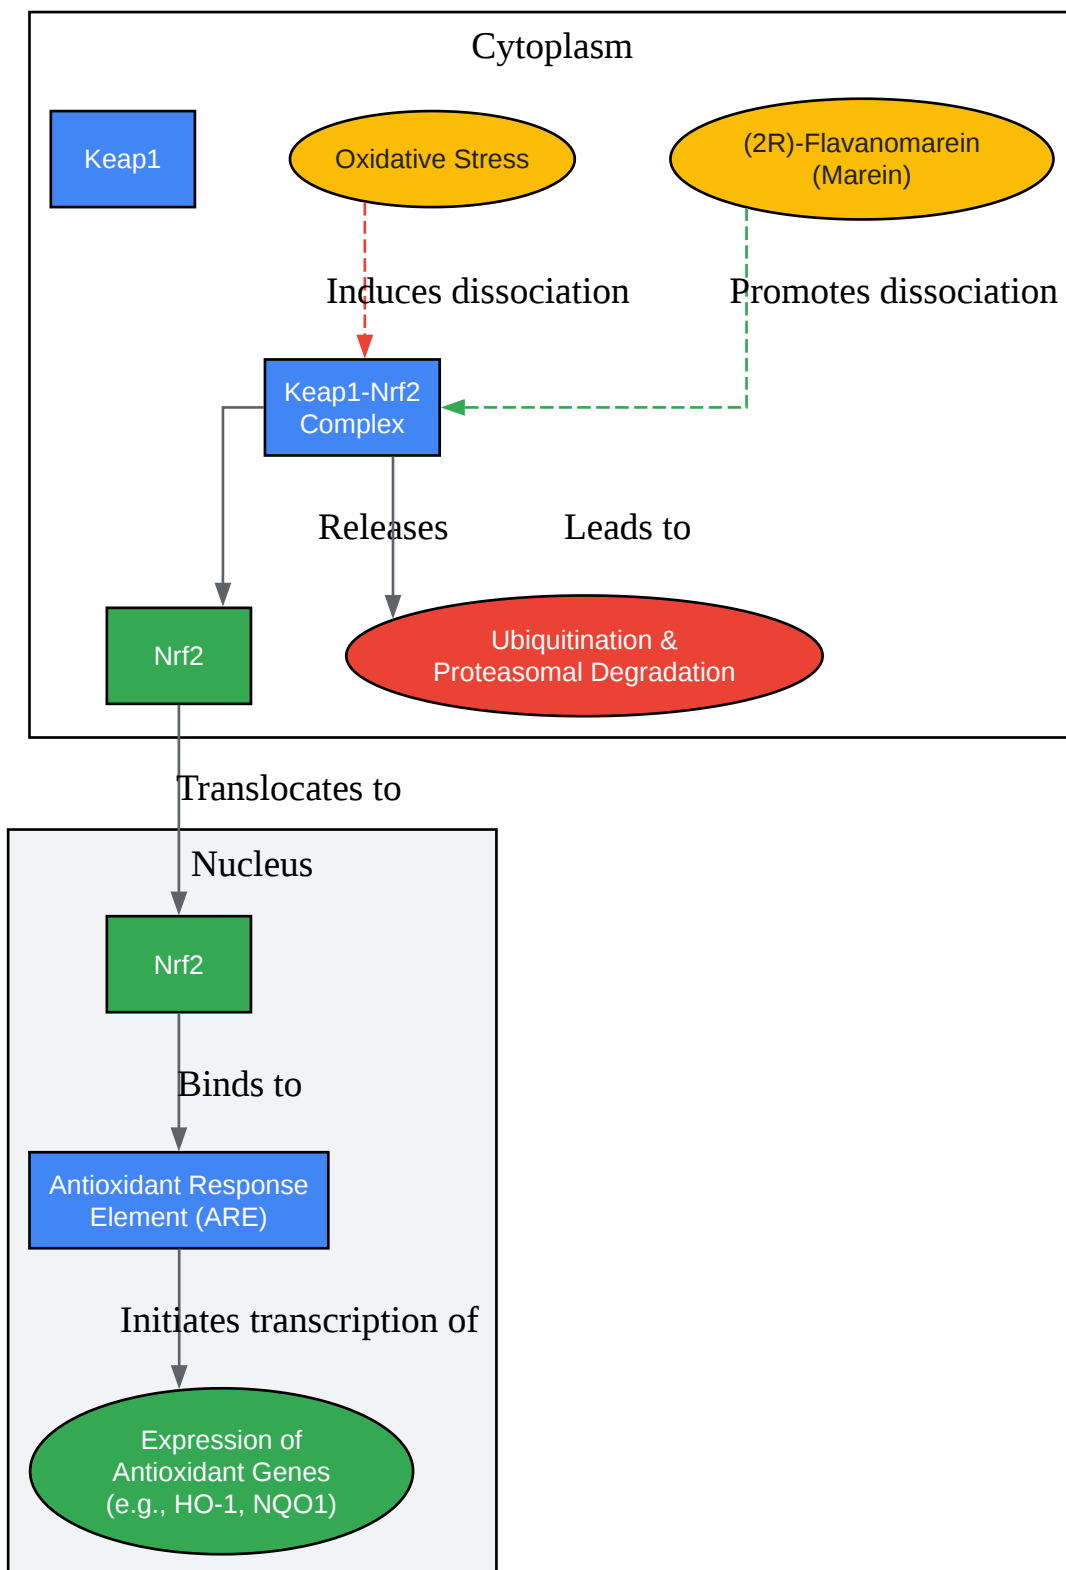 Cytoplasm
Keap1
Oxidative Stress
(2R)-Flavanomarein
(Marein)
Induces dissociation
Promotes dissociation
Keap1-Nrf2
Complex
Releases
Leads to
Nrf2
Ubiquitination &
Proteasomal Degradation
Translocates to
Nucleus
Nrf2
Binds to
Antioxidant Response
Element (ARE)
Initiates transcription of
Expression of
Antioxidant Genes
(e.g., HO-1, NQO1)